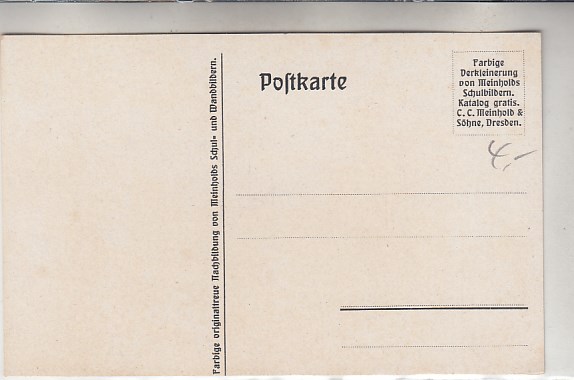 Postkarte
Farbige
Verkleinerung
von Meinholds
Schulbildern.
Katalog gratis.
C. C. Meinhold &
Söhne, Dresden.
4,-
Farbige originaltreue Nachbildung von Meinholds Schul- und Wandbildern.